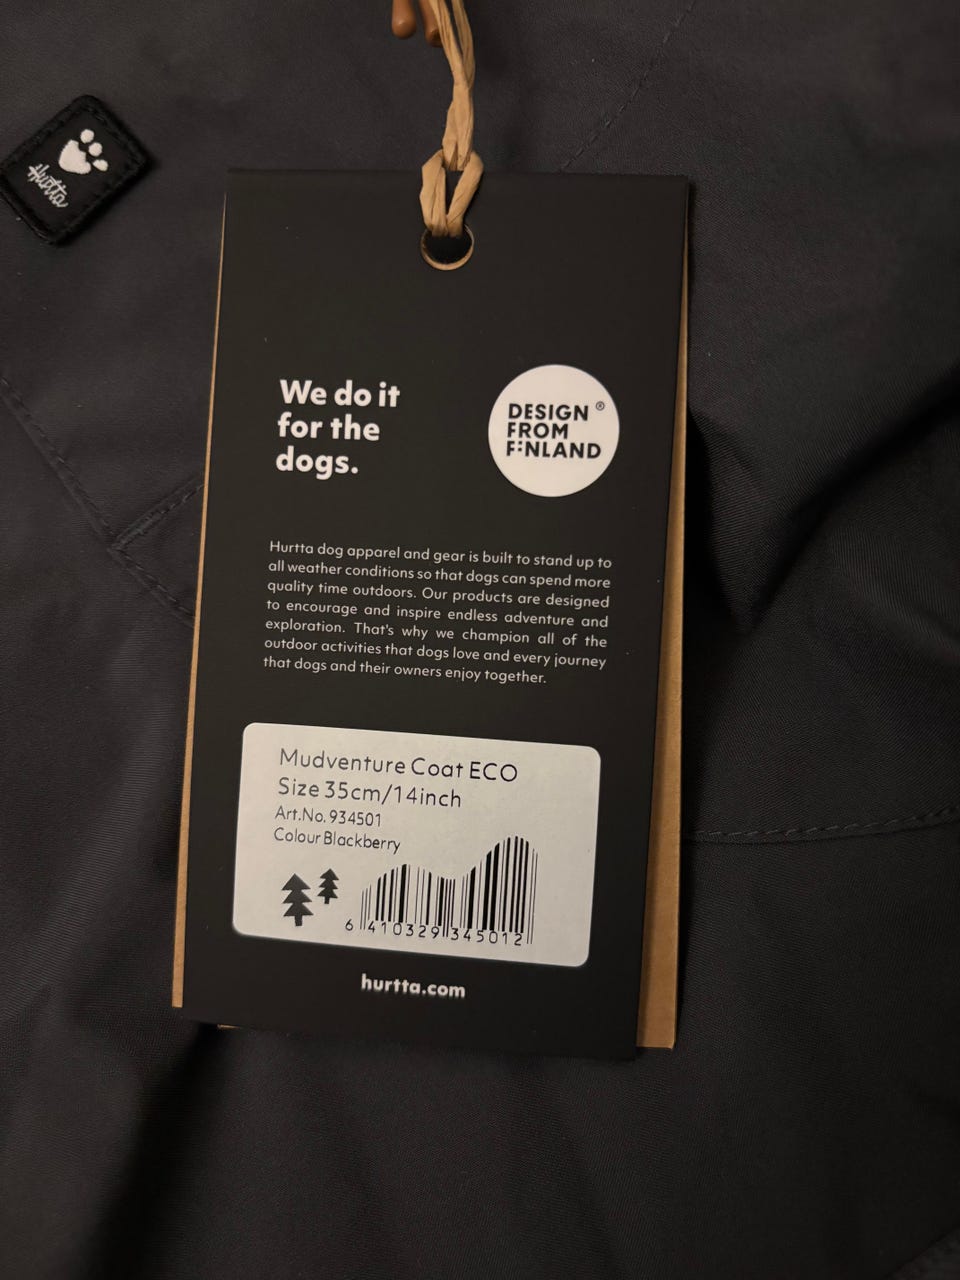 Hurtta
We do it
for the
dogs.
DESIGN ®
FROM
FINLAND
Hurtta dog apparel and gear is built to stand up to
all weather conditions so that dogs can spend more
quality time outdoors. Our products are designed
to encourage and inspire endless adventure and
exploration. That's why we champion all of the
outdoor activities that dogs love and every journey
that dogs and their owners enjoy together.
Mudventure Coat ECO
Size 35cm/14inch
Art.No. 934501
Colour Blackberry
6 410329 345012
hurtta.com